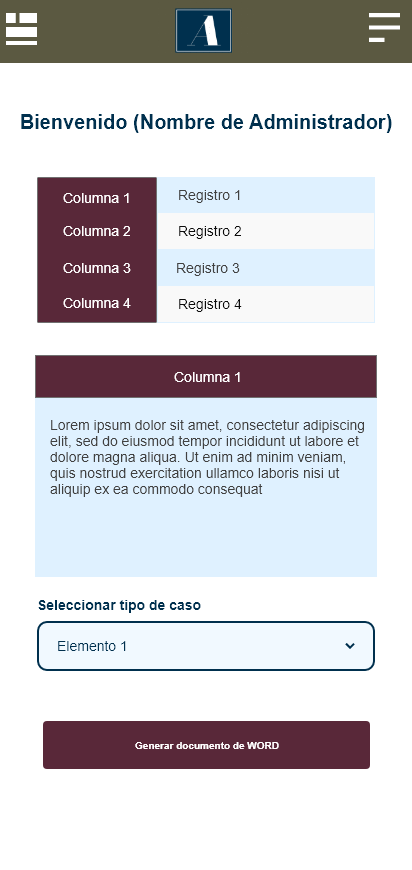 A
Bienvenido (Nombre de Administrador)
Columna 1 Registro 1
Columna 2 Registro 2
Columna 3 Registro 3
Columna 4 Registro 4
Columna 1
Lorem ipsum dolor sit amet, consectetur adipiscing
elit, sed do eiusmod tempor incididunt ut labore et
dolore magna aliqua. Ut enim ad minim veniam,
quis nostrud exercitation ullamco laboris nisi ut
aliquip ex ea commodo consequat
Seleccionar tipo de caso
Elemento 1
Generar documento de WORD